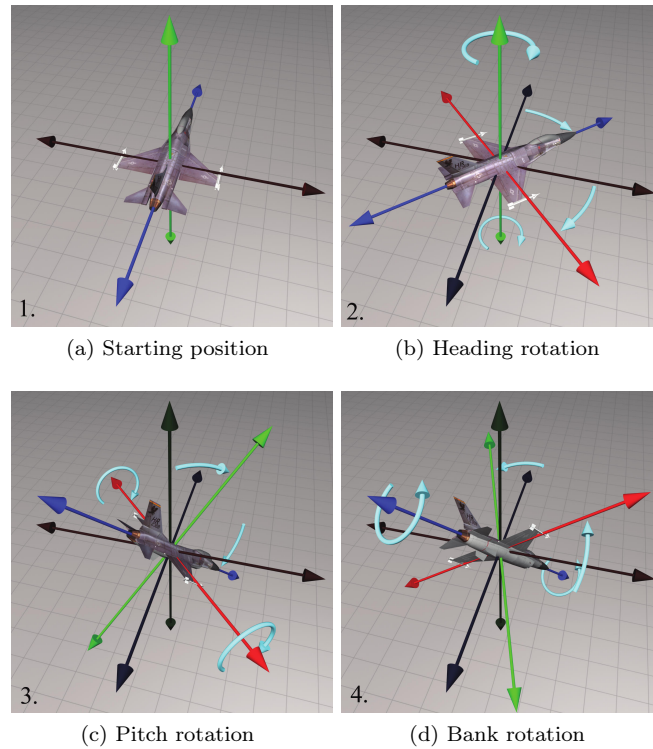 1.
2.
(a) Starting position
(b) Heading rotation
3.
4.
(c) Pitch rotation
(d) Bank rotation